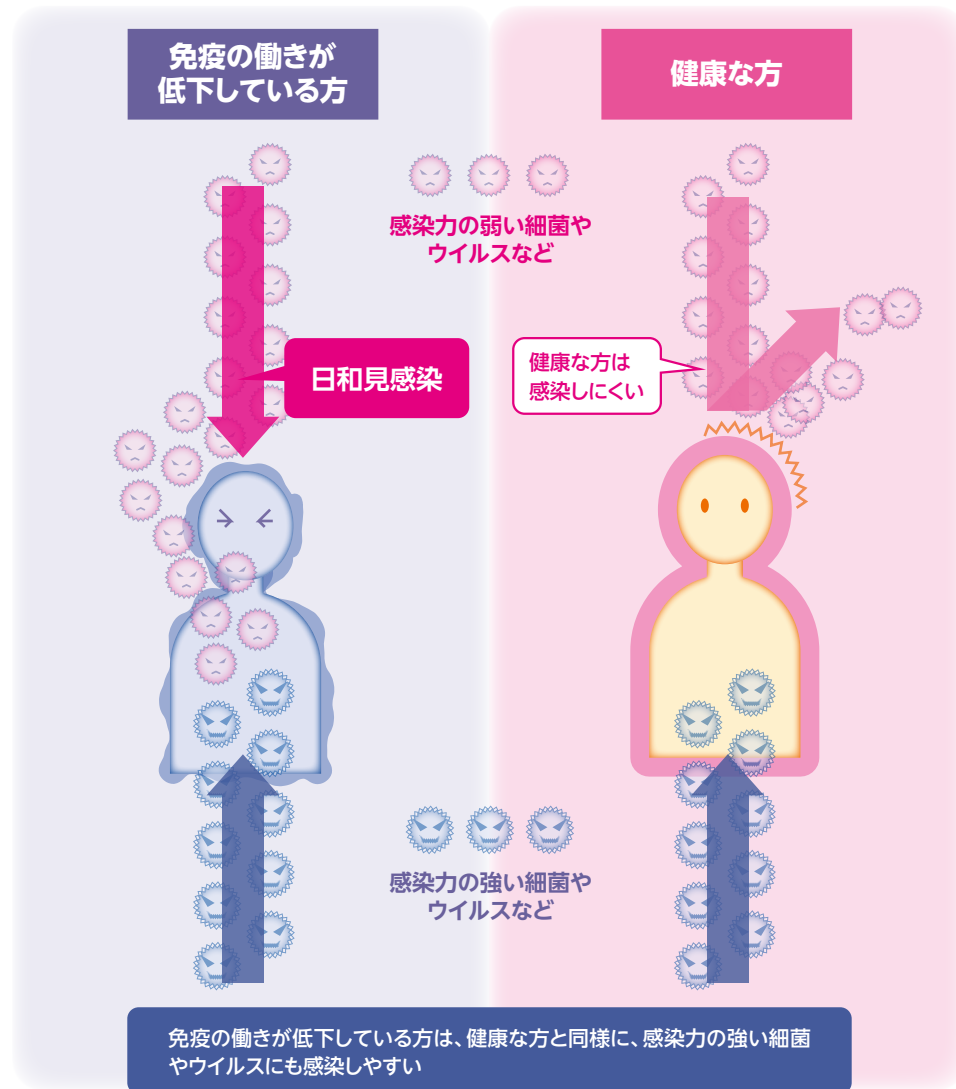 免疫の働きが
低下している方
健康な方
感染力の弱い細菌や
ウイルスなど
日和見感染
健康な方は
感染しにくい
感染力の強い細菌や
ウイルスなど
免疫の働きが低下している方は、健康な方と同様に、感染力の強い細菌
やウイルスにも感染しやすい